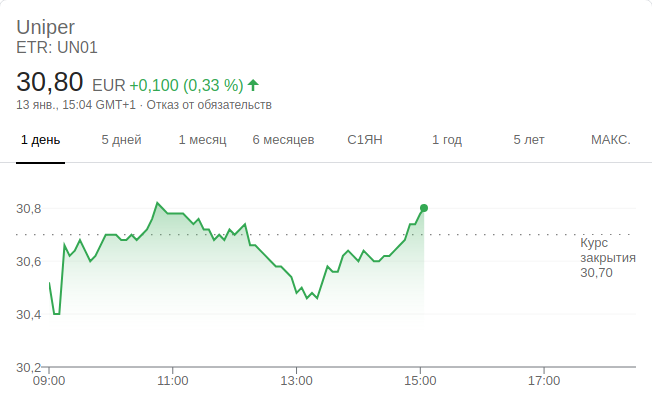 Uniper
ETR: UN01
30,80 EUR +0,100 (0,33 %)
13 янв., 15:04 GMT+1 · Отказ от обязательств
1 день 5 дней 1 месяц 6 месяцев С1ЯН 1 год 5 лет МАКС.
30,8
Курс
закрытия
30,70
30,6
30,4
30,2
09:00 11:00 13:00 15:00 17:00